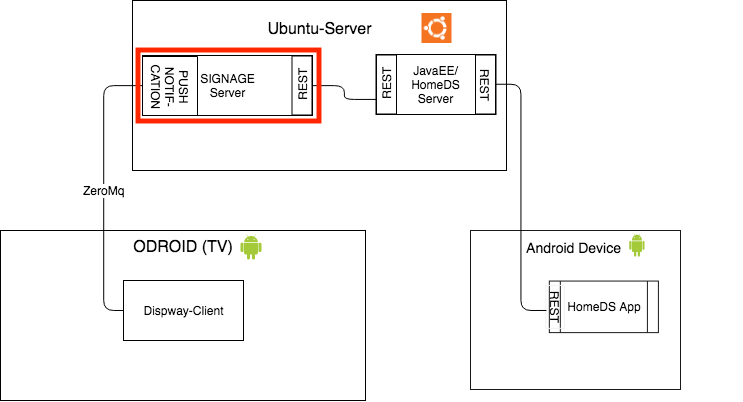 Ubuntu-Server
PUSH
NOTIF-
CATION
SIGNAGE
Server
REST
REST
JavaEE/
HomeDS
Server
REST
ZeroMq
ODROID (TV)
Dispway-Client
Android Device
REST
HomeDS App